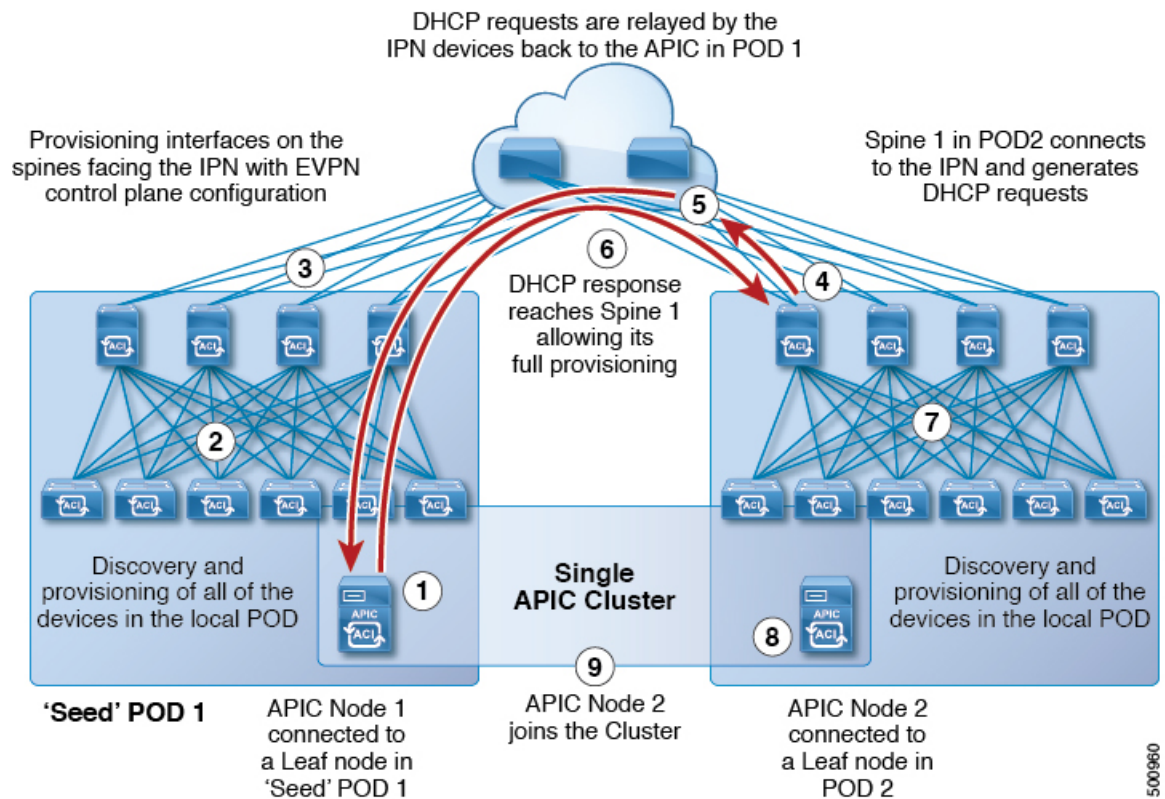 DHCP requests are relayed by the
IPN devices back to the APIC in POD 1
Provisioning interfaces on the
spines facing the IPN with EVPN
control plane configuration
Spine 1 in POD2 connects
to the IPN and generates
DHCP requests
5
6
3
4
DHCP response
reaches Spine 1
allowing its
full provisioning
ACI
ACI
ACI
ACI
ACI
ACI
ACI
ACI
2
7
ACI
ACI
ACI
ACI
ACI
ACI
ACI
ACI
ACI
ACI
ACI
ACI
Discovery and
provisioning of all of the
devices in the local POD
1
APIC
ACI
Single
APIC Cluster
8
APIC
ACI
Discovery and
provisioning of all of the
devices in the local POD
9
'Seed' POD 1
APIC Node 1
connected to
a Leaf node in
'Seed' POD 1
APIC Node 2
joins the Cluster
APIC Node 2
connected to
a Leaf node in
POD 2
500960